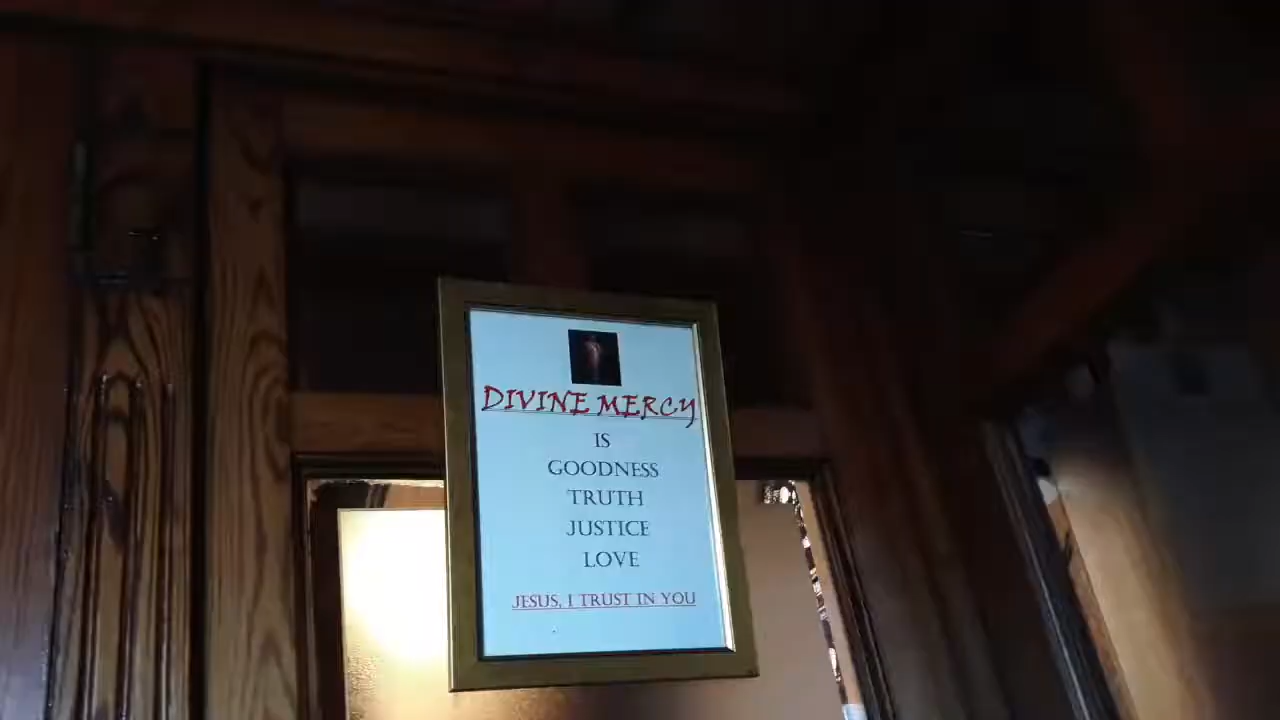 DIVINE MERCY
IS
GOODNESS
TRUTH
JUSTICE
LOVE
JESUS, I TRUST IN YOU